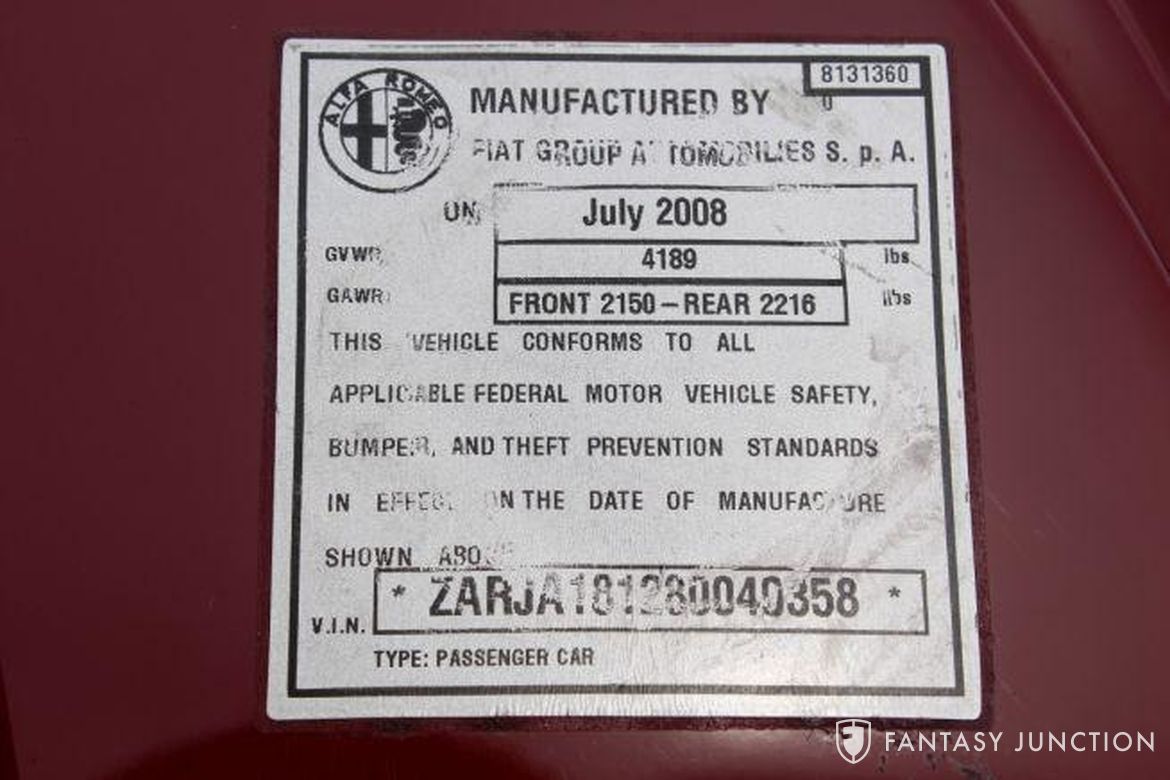 ALFA ROMEO
8131360
MANUFACTURED BY 0
FIAT GROUP AUTOMOBILIES S. p. A.
ON July 2008
GVWR 4189 lbs
GAWR FRONT 2150 – REAR 2216 lbs
THIS VEHICLE CONFORMS TO ALL
APPLICABLE FEDERAL MOTOR VEHICLE SAFETY,
BUMPER, AND THEFT PREVENTION STANDARDS
IN EFFECT ON THE DATE OF MANUFACTURE
SHOWN ABOVE
V.I.N. * ZARJA181280040358 *
TYPE: PASSENGER CAR
FANTASY JUNCTION